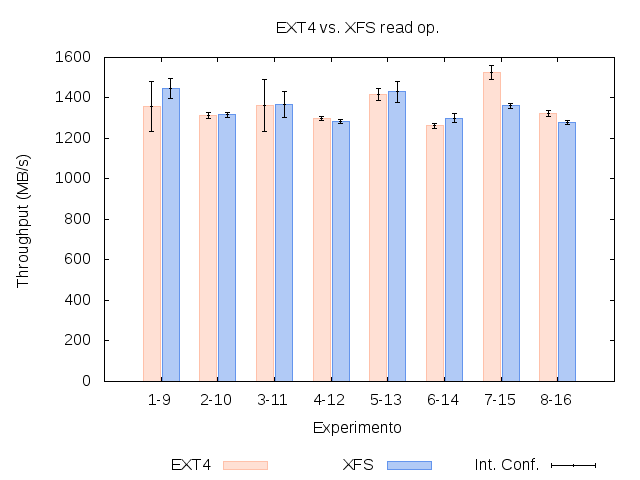 EXT4 vs. XFS read op.
1600
1400
1200
1000
800
600
400
200
0
Throughput (MB/s)
1-9 2-10 3-11 4-12 5-13 6-14 7-15 8-16
Experimento
EXT4 XFS Int. Conf.